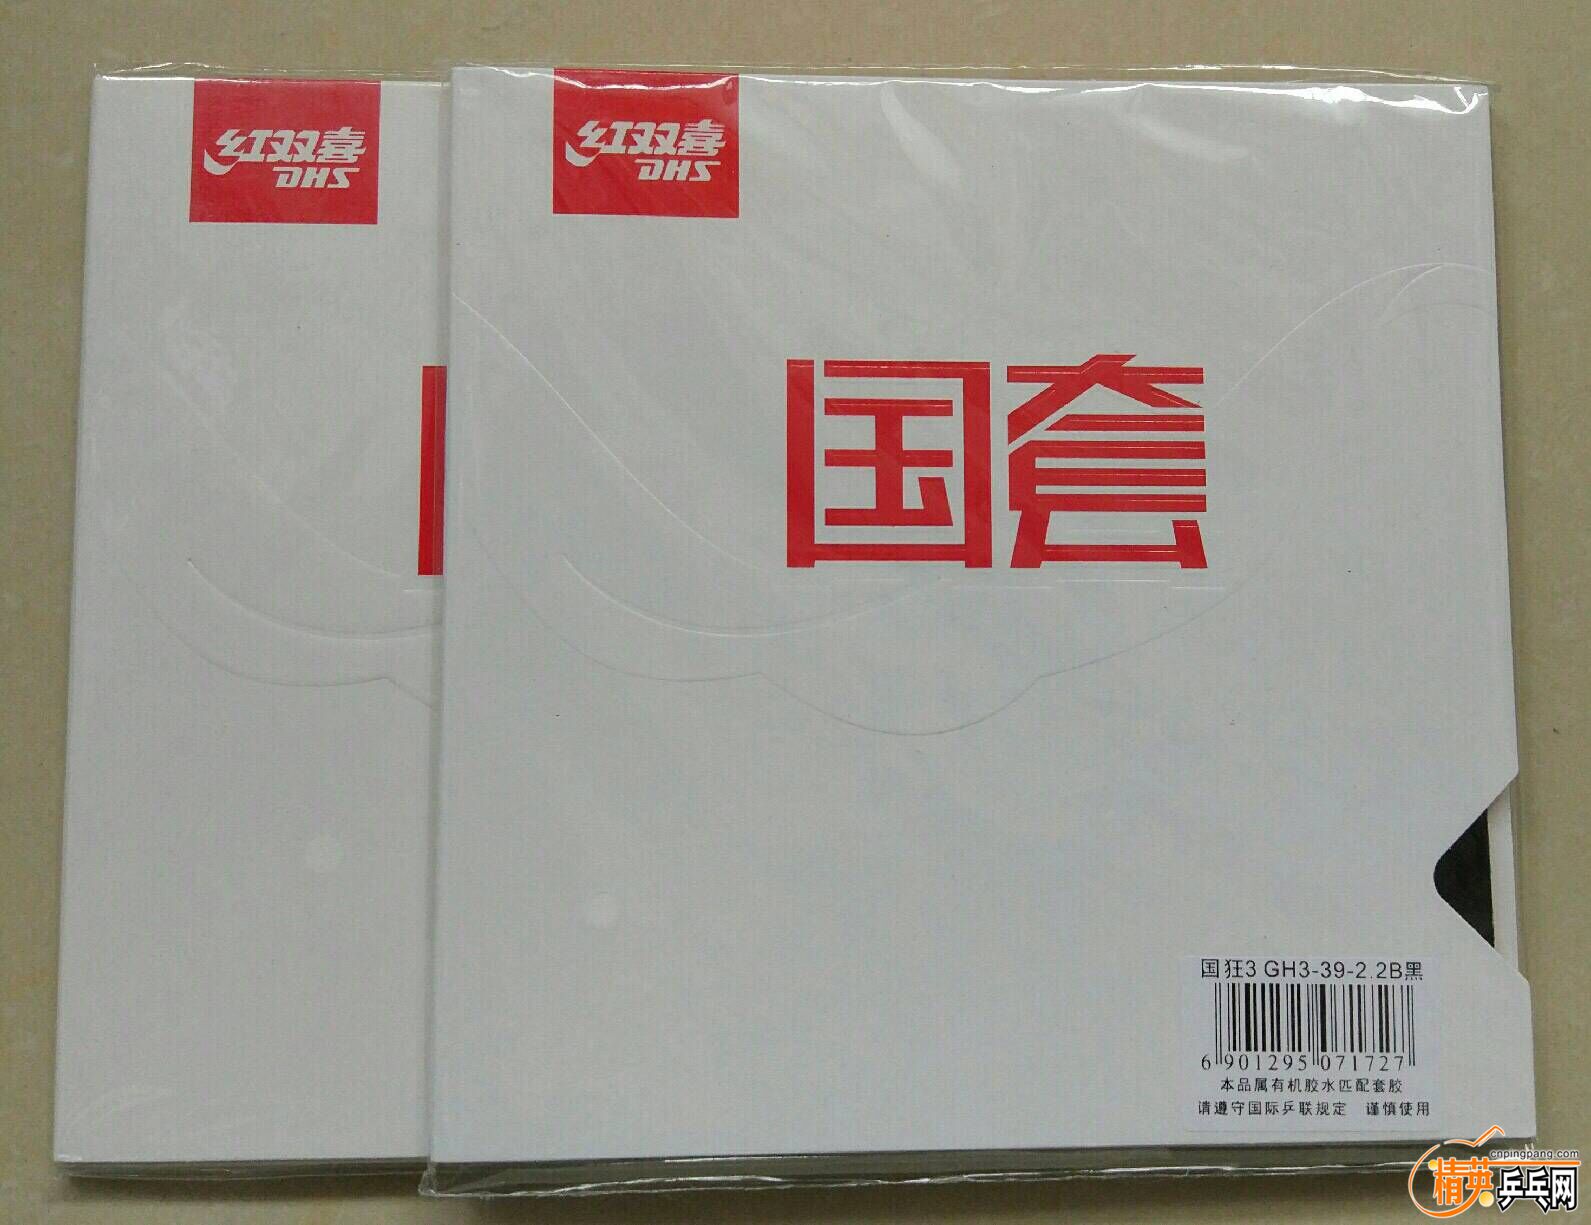 红双喜
DHS
红双喜
DHS
国套
国狂3 GH3-39-2.2B黑
6 901295 071727
本品属有机胶水匹配套胶
请遵守国际乒联规定 谨慎使用
cnpingpang.com
精英乒乓网